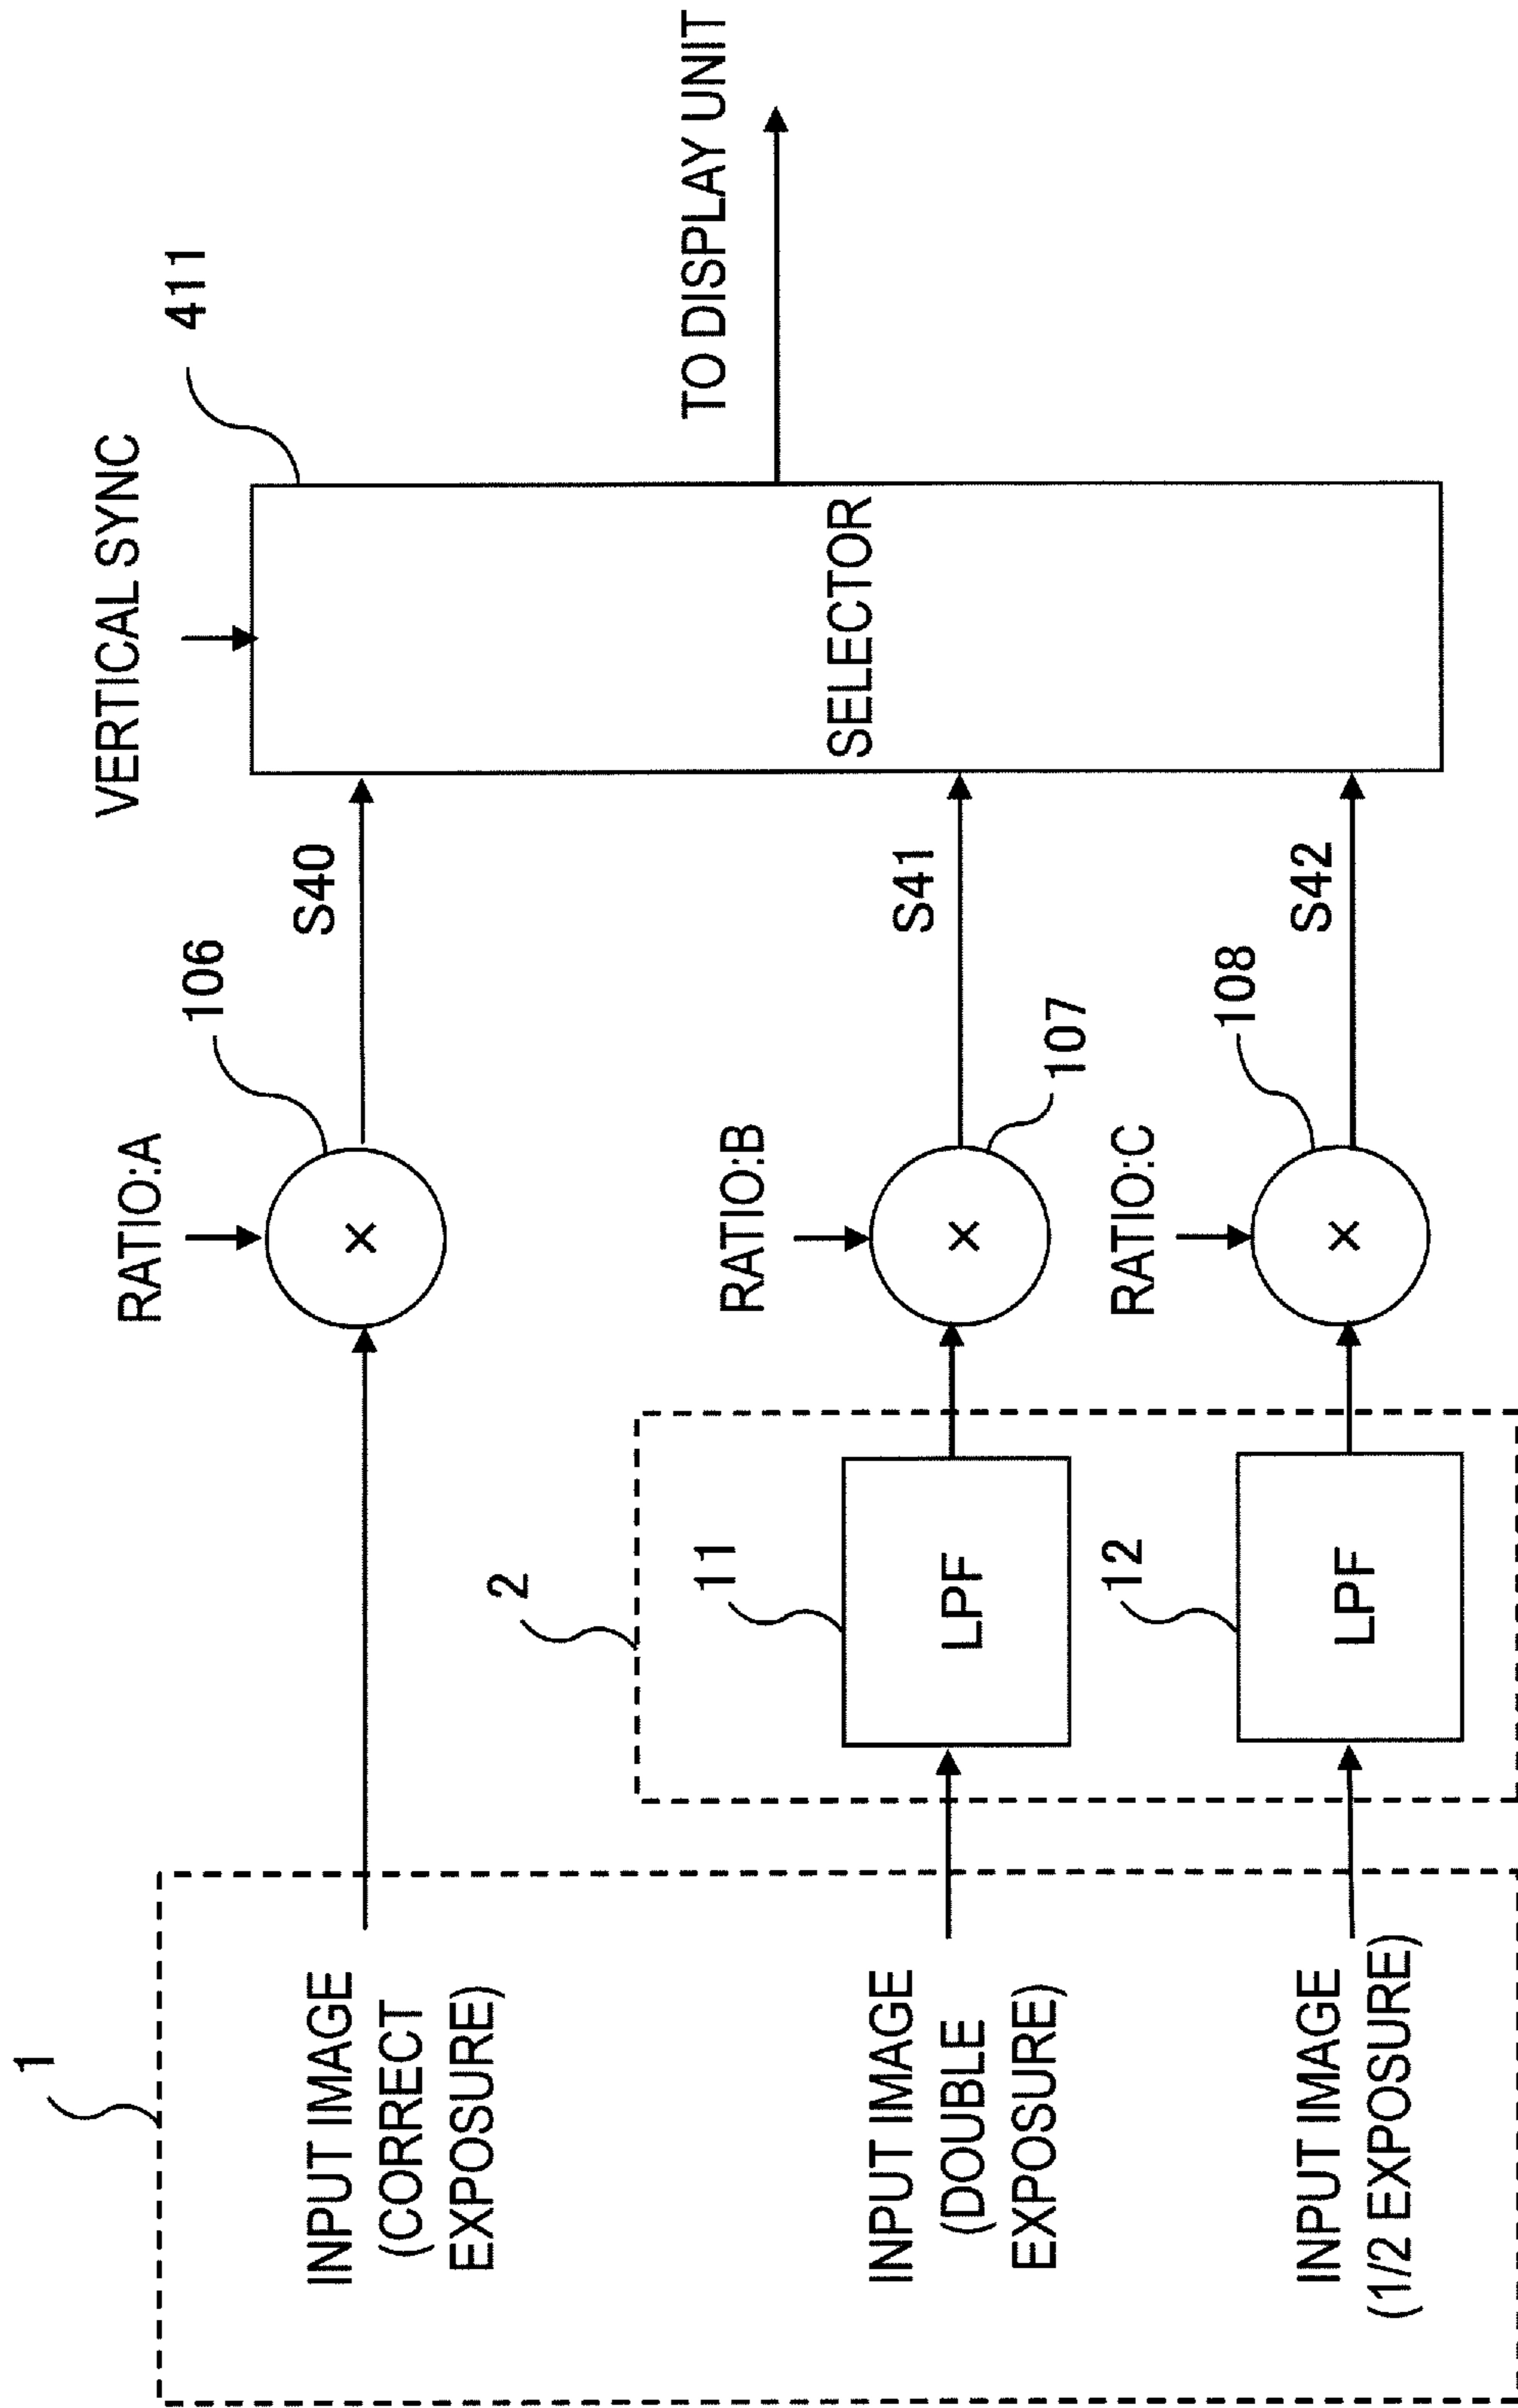 1
INPUT IMAGE
(CORRECT
EXPOSURE)
INPUT IMAGE
(DOUBLE
EXPOSURE)
INPUT IMAGE
(1/2 EXPOSURE)
2
11
LPF
12
LPF
RATIO:A
×
106
RATIO:B
×
107
RATIO:C
×
108
S40
S41
S42
VERTICAL SYNC
411
SELECTOR
TO DISPLAY UNIT